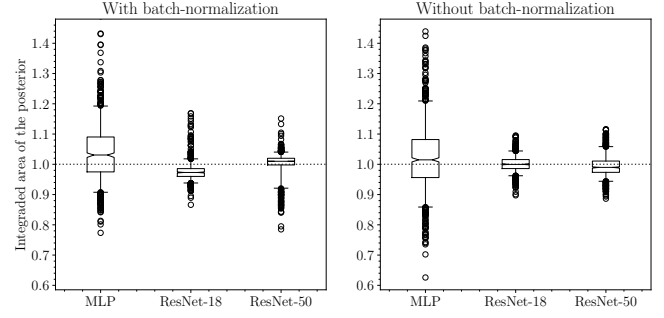 With batch-normalization
Without batch-normalization
Integraded area of the posterior
1.4
1.3
1.2
1.1
1.0
0.9
0.8
0.7
0.6
MLP
ResNet-18
ResNet-50
1.4
1.3
1.2
1.1
1.0
0.9
0.8
0.7
0.6
MLP
ResNet-18
ResNet-50